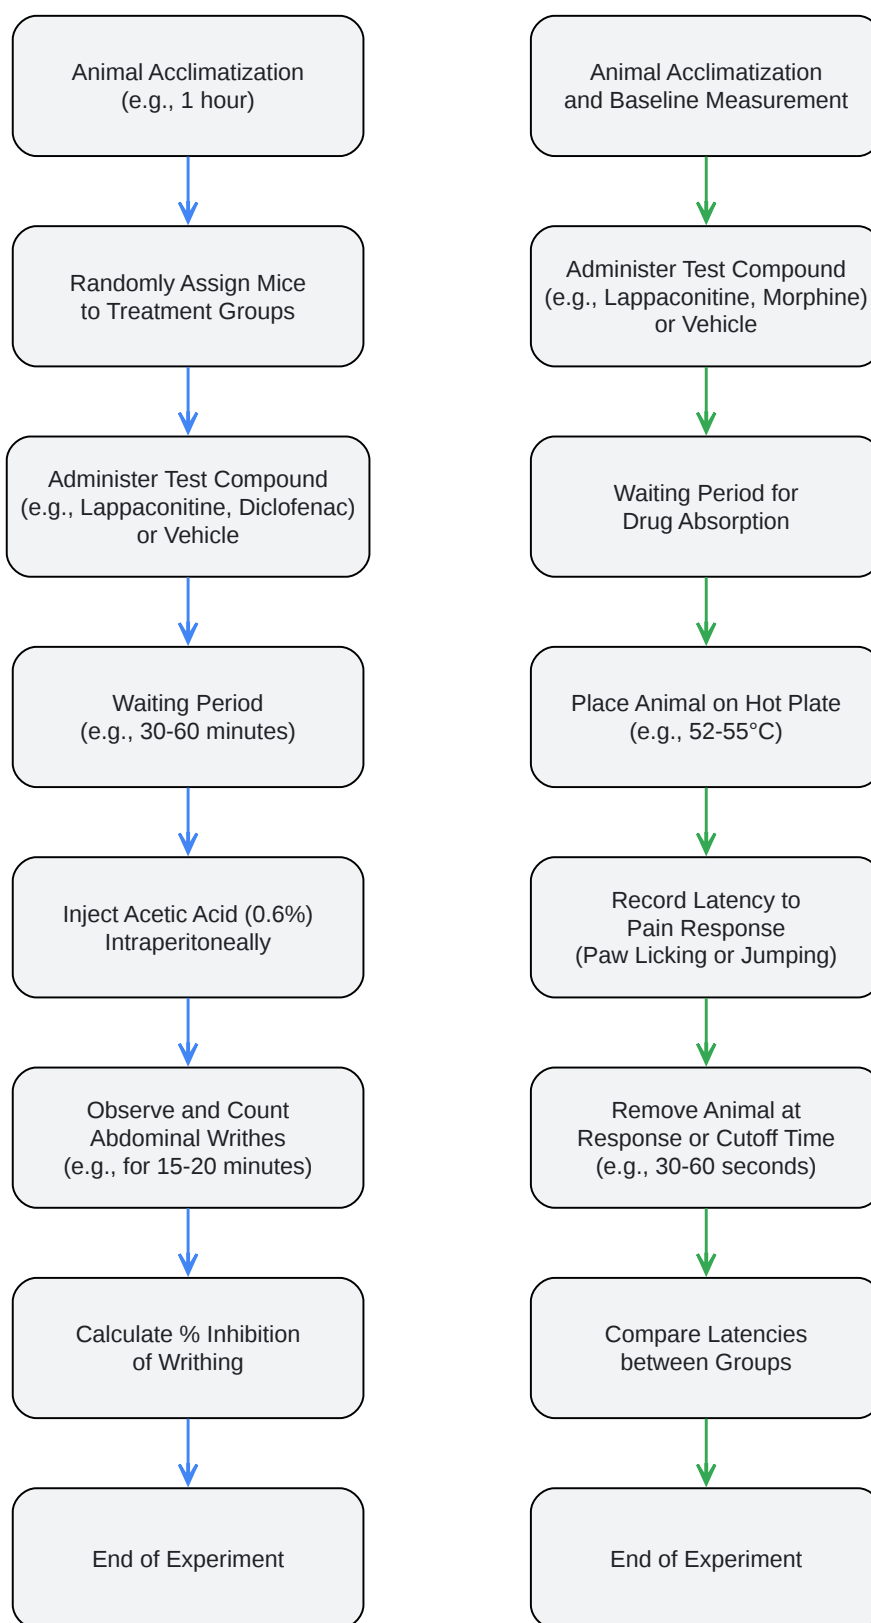 Animal Acclimatization
(e.g., 1 hour)
Randomly Assign Mice
to Treatment Groups
Administer Test Compound
(e.g., Lappaconitine, Diclofenac)
or Vehicle
Waiting Period
(e.g., 30-60 minutes)
Inject Acetic Acid (0.6%)
Intraperitoneally
Observe and Count
Abdominal Writhes
(e.g., for 15-20 minutes)
Calculate % Inhibition
of Writhing
End of Experiment
Animal Acclimatization
and Baseline Measurement
Administer Test Compound
(e.g., Lappaconitine, Morphine)
or Vehicle
Waiting Period for
Drug Absorption
Place Animal on Hot Plate
(e.g., 52-55°C)
Record Latency to
Pain Response
(Paw Licking or Jumping)
Remove Animal at
Response or Cutoff Time
(e.g., 30-60 seconds)
Compare Latencies
between Groups
End of Experiment